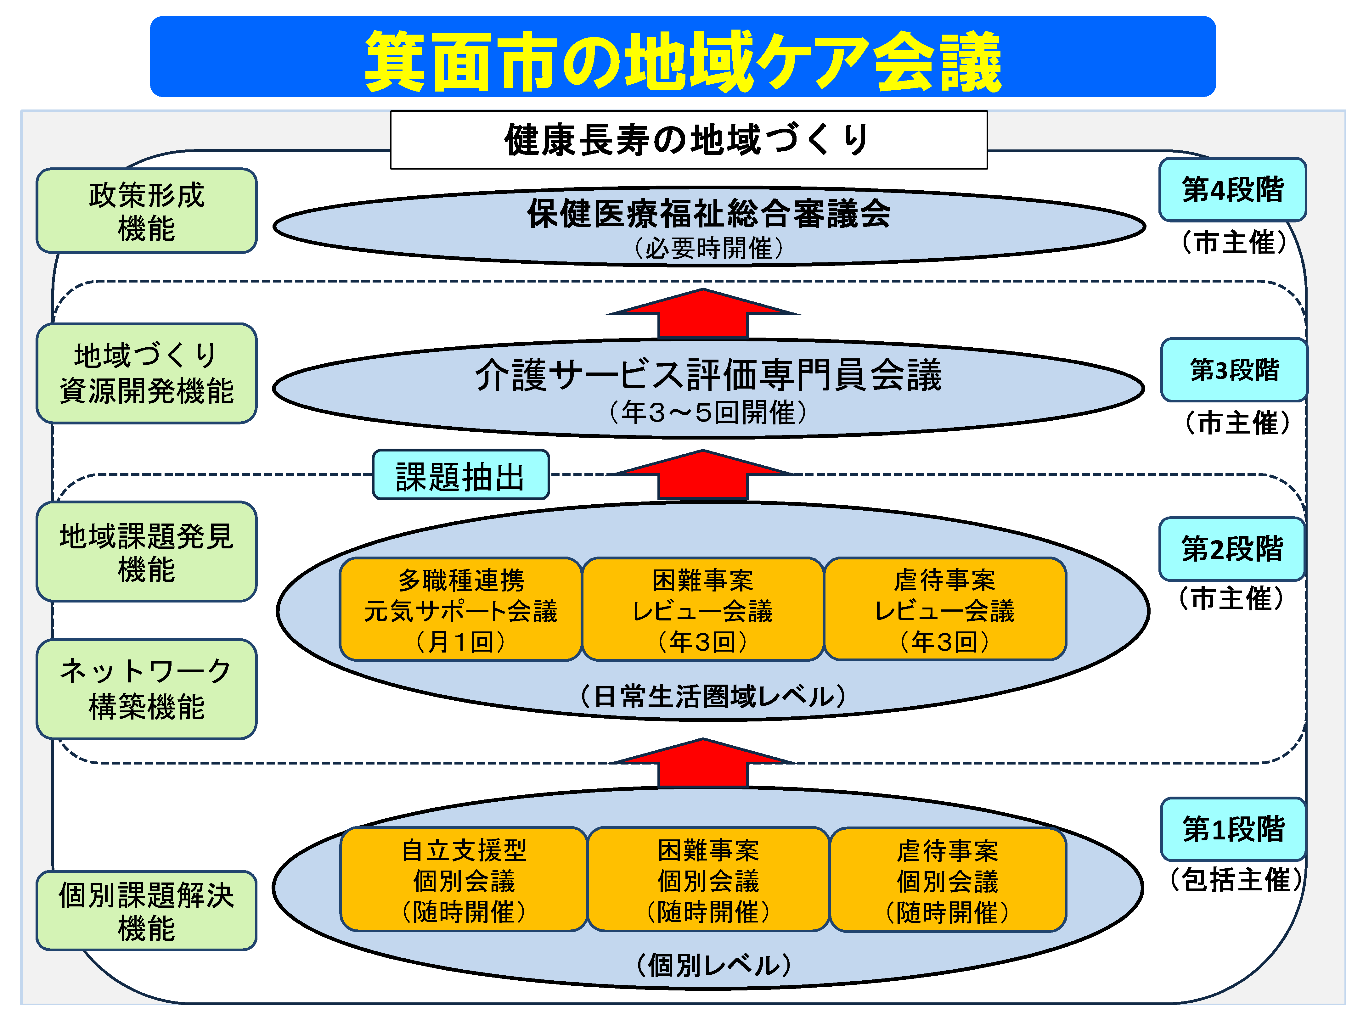 箕面市の地域ケア会議
健康長寿の地域づくり
政策形成
機能
保健医療福祉総合審議会
（必要時開催）
第4段階
（市主催）
地域づくり
資源開発機能
介護サービス評価専門員会議
（年３～５回開催）
第3段階
（市主催）
課題抽出
地域課題発見
機能
ネットワーク
構築機能
多職種連携
元気サポート会議
（月１回）
困難事案
レビュー会議
（年３回）
虐待事案
レビュー会議
（年３回）
（日常生活圏域レベル）
第2段階
（市主催）
個別課題解決
機能
自立支援型
個別会議
（随時開催）
困難事案
個別会議
（随時開催）
虐待事案
個別会議
（随時開催）
（個別レベル）
第1段階
（包括主催）